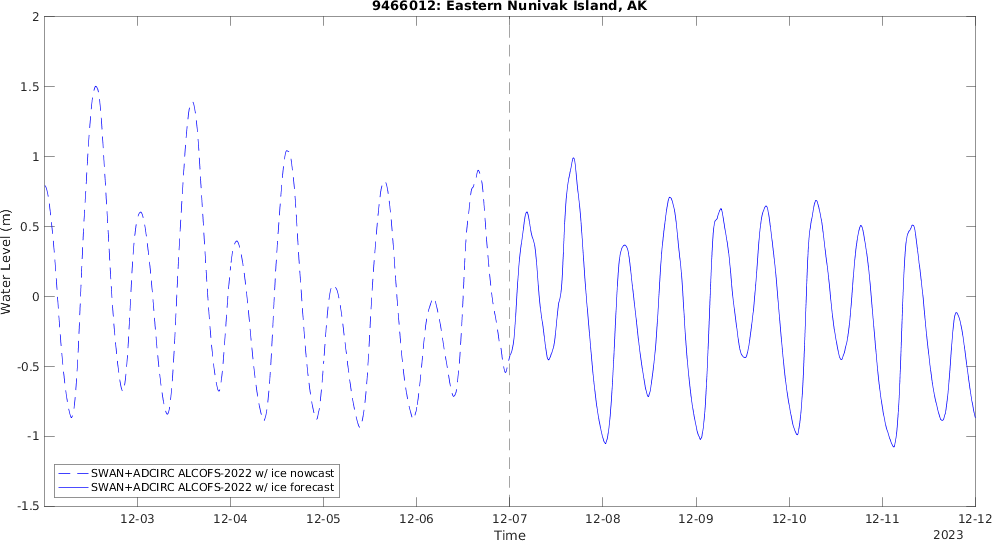 9466012: Eastern Nunivak Island, AK
2
1.5
1
0.5
0
-0.5
-1
-1.5
Water Level (m)
SWAN+ADCIRC ALCOFS-2022 w/ ice nowcast
SWAN+ADCIRC ALCOFS-2022 w/ ice forecast
12-03 12-04 12-05 12-06 12-07 12-08 12-09 12-10 12-11 12-12
Time
2023